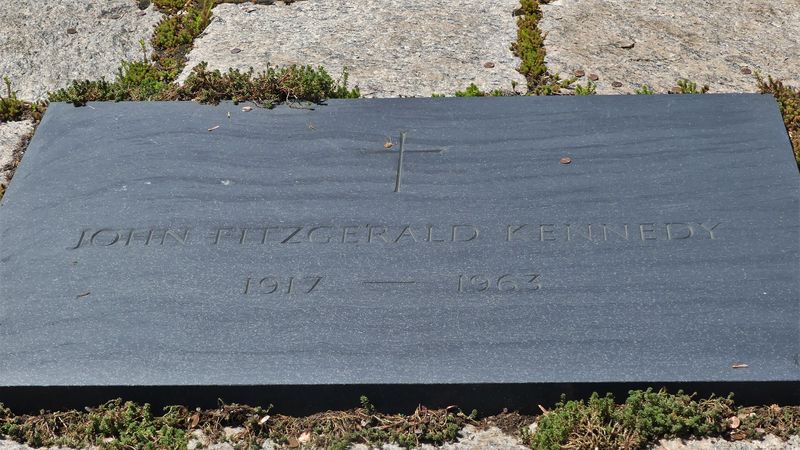 JOHN FITZGERALD KENNEDY
1917 — 1963